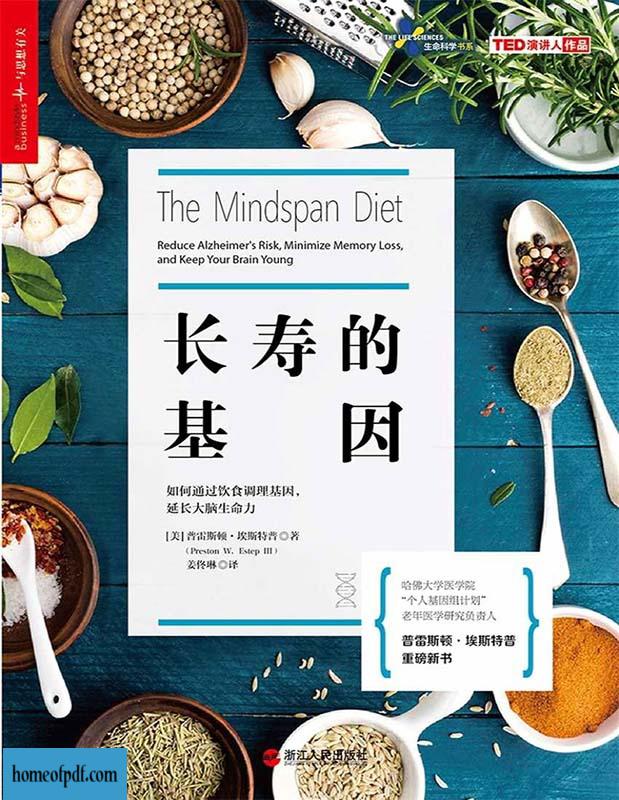 与思想有关
business
THE LIFE SCIENCES
生命科学书系
TED演讲人作品
The Mindspan Diet
Reduce Alzheimer's Risk, Minimize Memory Loss,
and Keep Your Brain Young
长寿的
基因
如何通过饮食调理基因，
延长大脑生命力
[美]普雷斯顿·埃斯特普◎著
(Preston W. Estep III)
姜佟琳◎译
哈佛大学医学院
“个人基因组计划”
老年医学研究负责人
普雷斯顿·埃斯特普
重磅新书
浙江人民出版社
homeofpdf.com